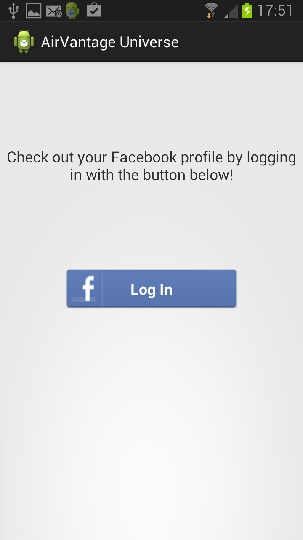 17:51
AirVantage Universe
Check out your Facebook profile by logging
in with the button below!
f Log In